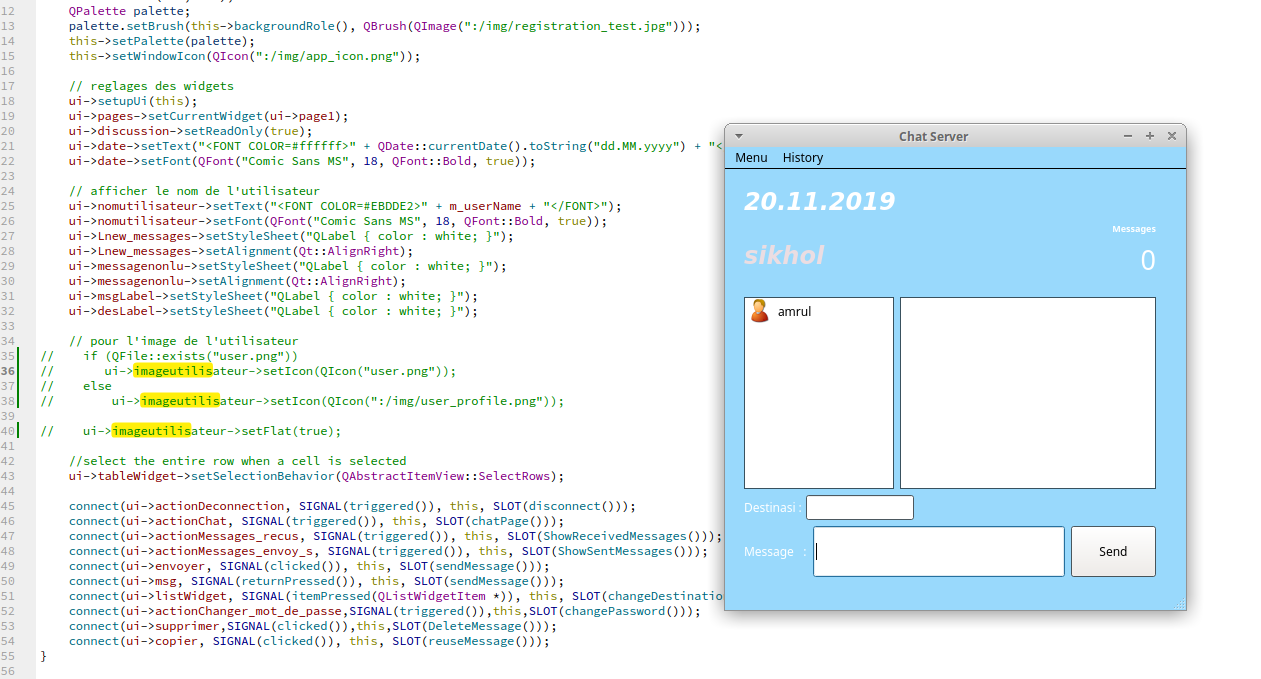 12 QPalette palette;
13 palette.setBrush(this->backgroundRole(), QBrush(QImage(":/img/registration_test.jpg")));
14 this->setPalette(palette);
15 this->setWindowIcon(QIcon(":/img/app_icon.png"));
16
17 // reglages des widgets
18 ui->setupUi(this);
19 ui->pages->setCurrentWidget(ui->page1);
20 ui->discussion->setReadOnly(true);
21 ui->date->setText("<FONT COLOR=#ffffff>" + QDate::currentDate().toString("dd.MM.yyyy") + "<
22 ui->date->setFont(QFont("Comic Sans MS", 18, QFont::Bold, true));
23
24 // afficher le nom de l'utilisateur
25 ui->nomutilisateur->setText("<FONT COLOR=#EBDDE2>" + m_userName + "</FONT>");
26 ui->nomutilisateur->setFont(QFont("Comic Sans MS", 18, QFont::Bold, true));
27 ui->Lnew_messages->setStyleSheet("QLabel { color : white; }");
28 ui->Lnew_messages->setAlignment(Qt::AlignRight);
29 ui->messagenonlu->setStyleSheet("QLabel { color : white; }");
30 ui->messagenonlu->setAlignment(Qt::AlignRight);
31 ui->msgLabel->setStyleSheet("QLabel { color : white; }");
32 ui->desLabel->setStyleSheet("QLabel { color : white; }");
33
34 // pour l'image de l'utilisateur
35 // if (QFile::exists("user.png"))
36 // ui->imageutilisateur->setIcon(QIcon("user.png"));
37 // else
38 // ui->imageutilisateur->setIcon(QIcon(":/img/user_profile.png"));
39
40 // ui->imageutilisateur->setFlat(true);
41
42 //select the entire row when a cell is selected
43 ui->tableWidget->setSelectionBehavior(QAbstractItemView::SelectRows);
44
45 connect(ui->actionDeconnection, SIGNAL(triggered()), this, SLOT(disconnect()));
46 connect(ui->actionChat, SIGNAL(triggered()), this, SLOT(chatPage()));
47 connect(ui->actionMessages_recus, SIGNAL(triggered()), this, SLOT(ShowReceivedMessages()));
48 connect(ui->actionMessages_envoy_s, SIGNAL(triggered()), this, SLOT(ShowSentMessages()));
49 connect(ui->envoyer, SIGNAL(clicked()), this, SLOT(sendMessage()));
50 connect(ui->msg, SIGNAL(returnPressed()), this, SLOT(sendMessage()));
51 connect(ui->listWidget, SIGNAL(itemPressed(QListWidgetItem *)), this, SLOT(changeDestinatio
52 connect(ui->actionChanger_mot_de_passe,SIGNAL(triggered()),this,SLOT(changePassword()));
53 connect(ui->supprimer,SIGNAL(clicked()),this,SLOT(DeleteMessage()));
54 connect(ui->copier, SIGNAL(clicked()), this, SLOT(reuseMessage()));
55 }
56
Chat Server
Menu History
20.11.2019
Messages
sikhol 0
amrul
Destinasi :
Message :
Send